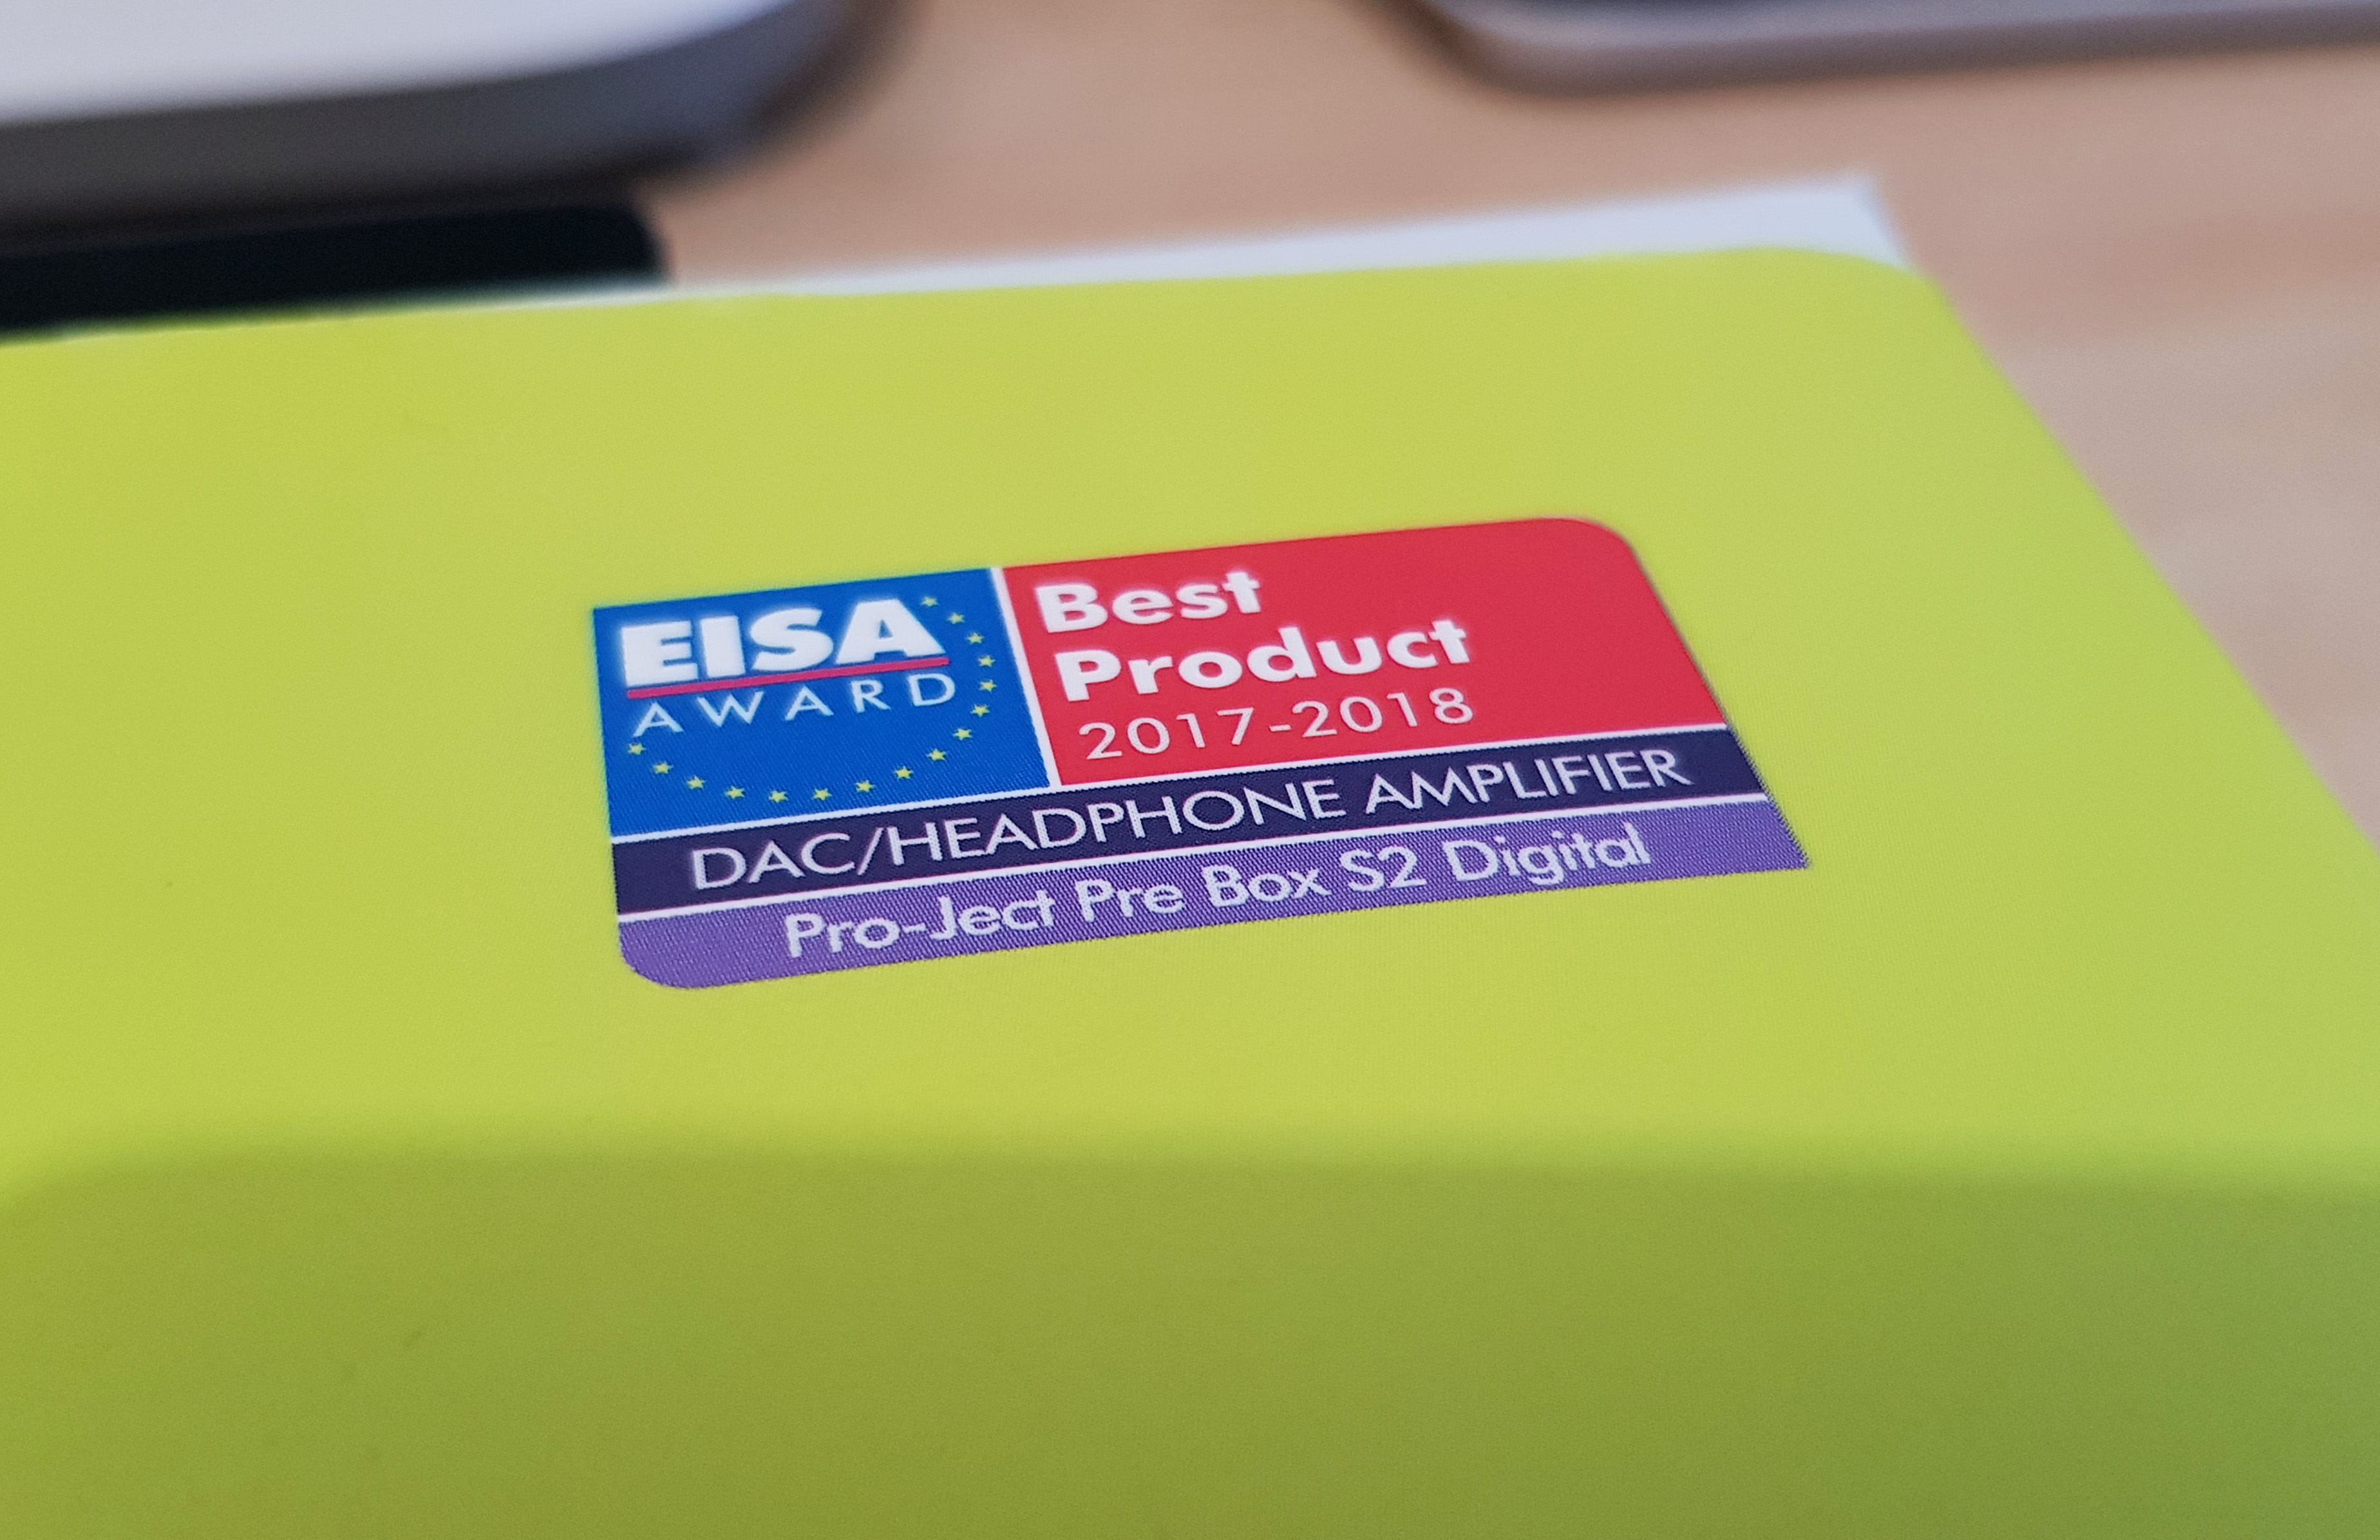 EISA
AWARD
Best
Product
2017-2018
DAC/HEADPHONE AMPLIFIER
Pro-Ject Pre Box S2 Digital